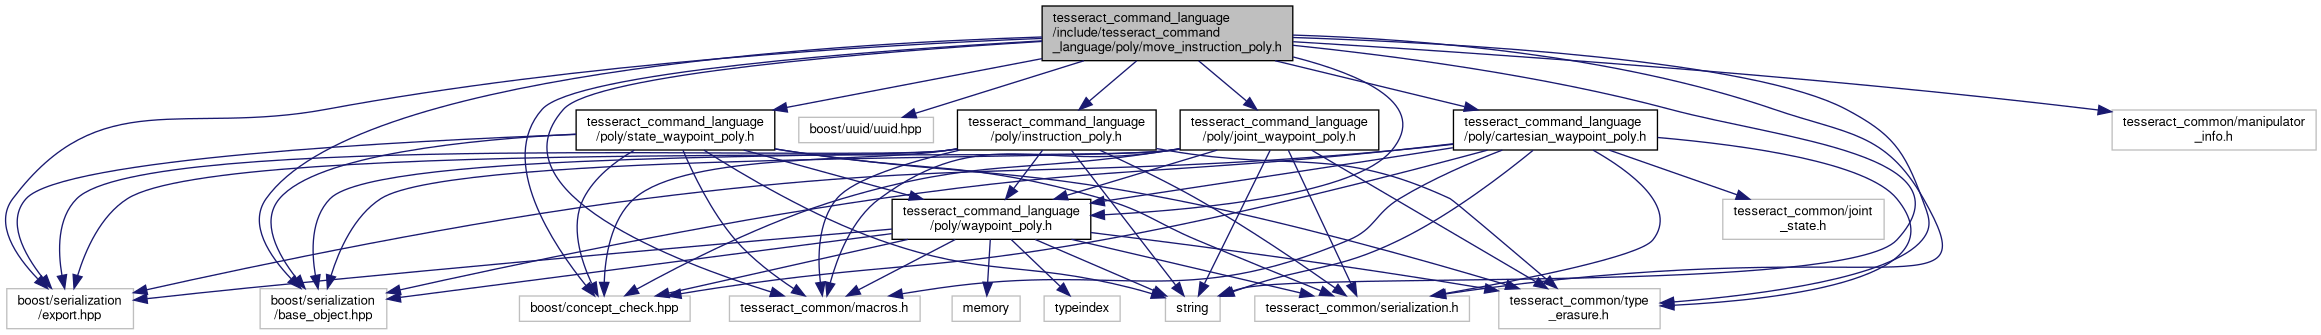 tesseract_command_language
/include/tesseract_command
_language/poly/move_instruction_poly.h
tesseract_command_language
/poly/state_waypoint_poly.h
boost/uuid/uuid.hpp
tesseract_command_language
/poly/instruction_poly.h
tesseract_command_language
/poly/joint_waypoint_poly.h
tesseract_command_language
/poly/cartesian_waypoint_poly.h
tesseract_common/manipulator
_info.h
tesseract_command_language
/poly/waypoint_poly.h
tesseract_common/joint
_state.h
boost/serialization
/export.hpp
boost/serialization
/base_object.hpp
boost/concept_check.hpp
tesseract_common/macros.h
memory
typeindex
string
tesseract_common/serialization.h
tesseract_common/type
_erasure.h